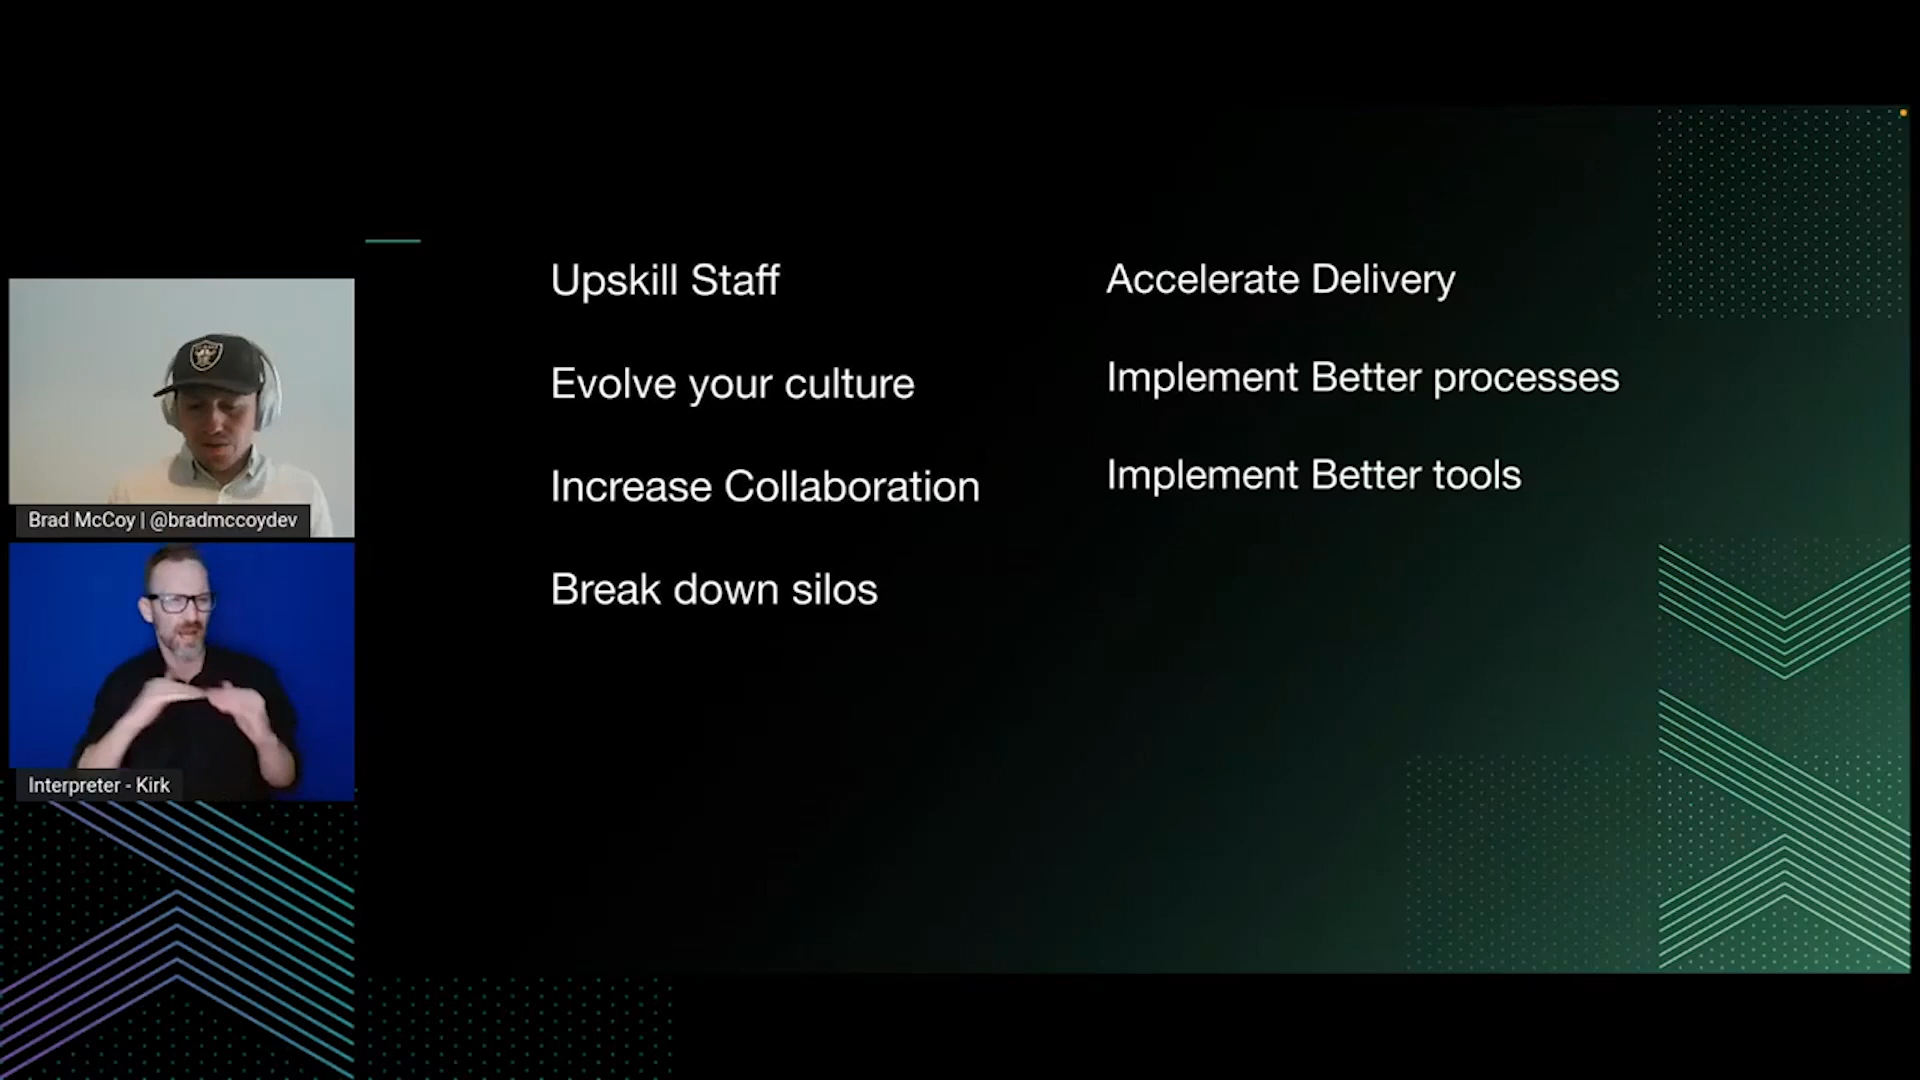 Upskill Staff
Evolve your culture
Increase Collaboration
Break down silos
Accelerate Delivery
Implement Better processes
Implement Better tools
Brad McCoy | @bradmccoydev
Interpreter - Kirk